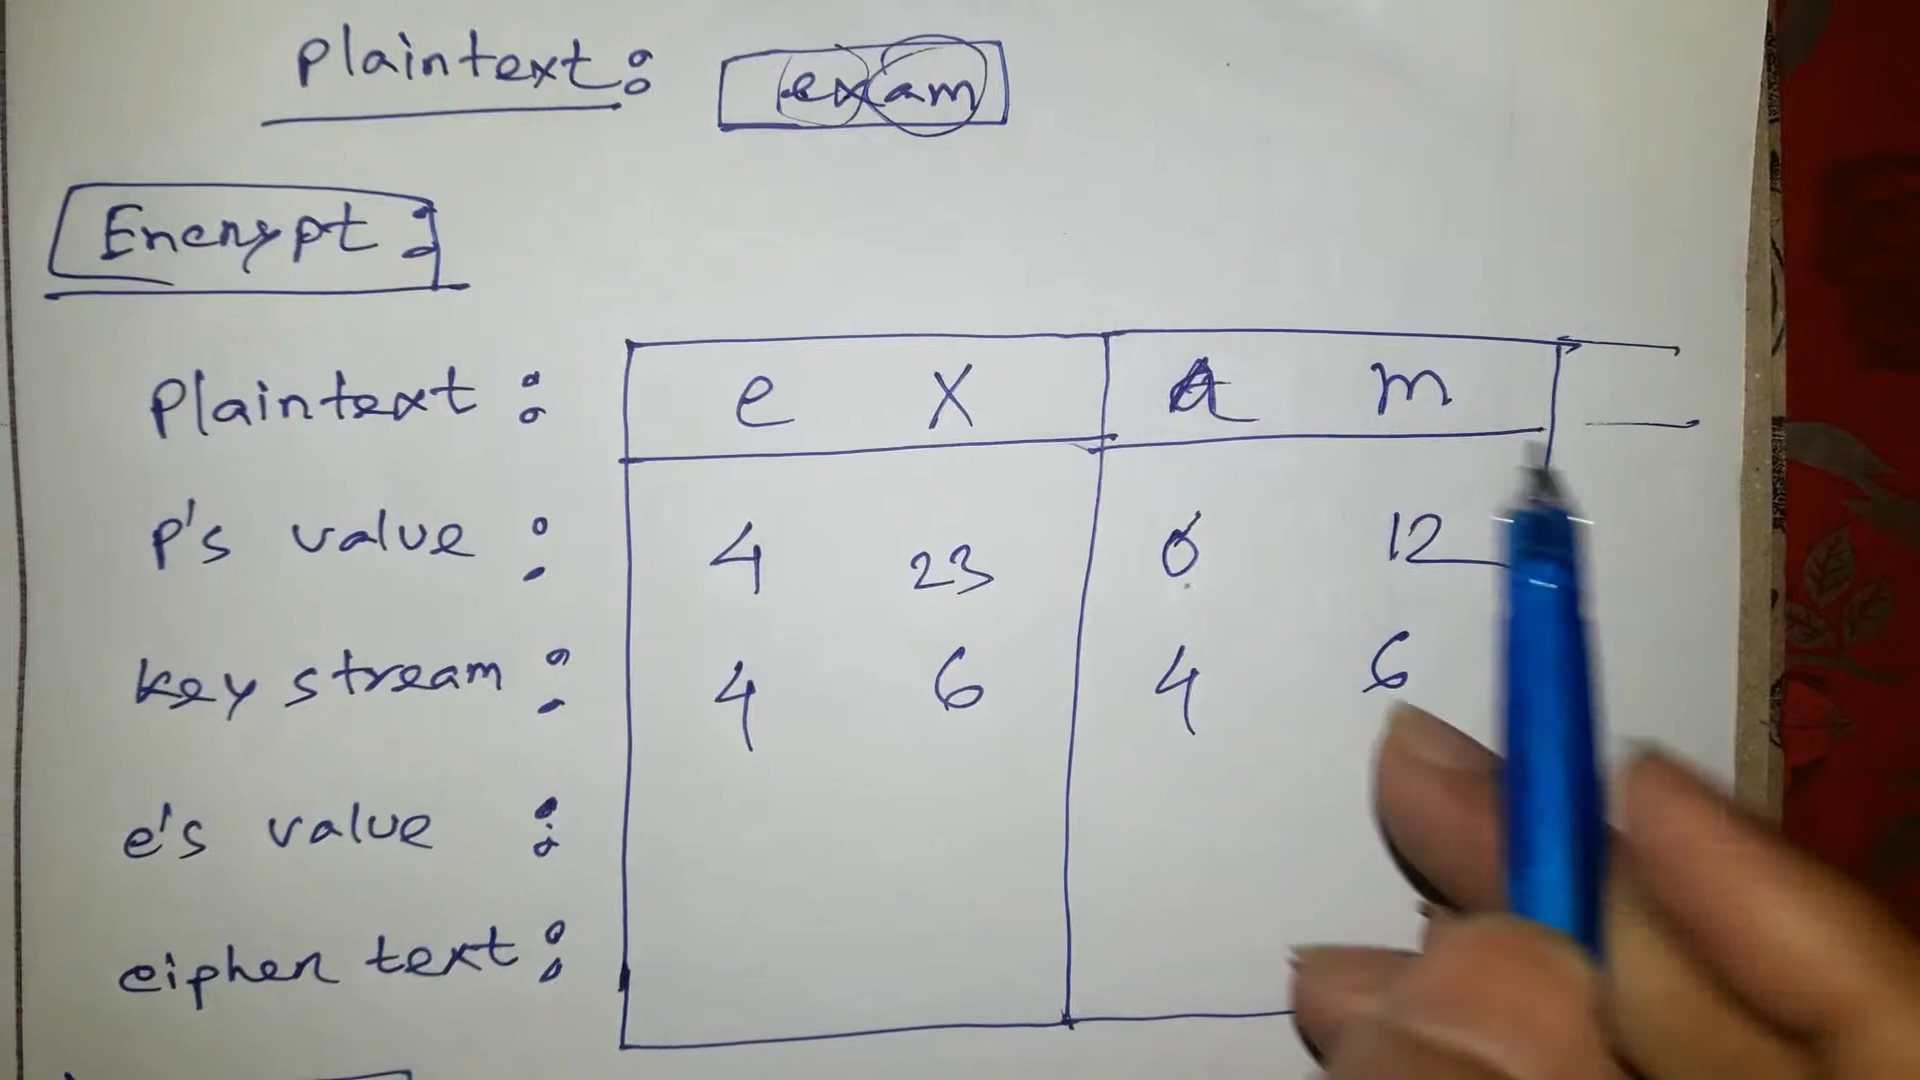 plaintext: exam
Encrypt:
plaintext: e x a m
p's value: 4 23 0 12
key stream: 4 6 4 6
c's value:
cipher text: